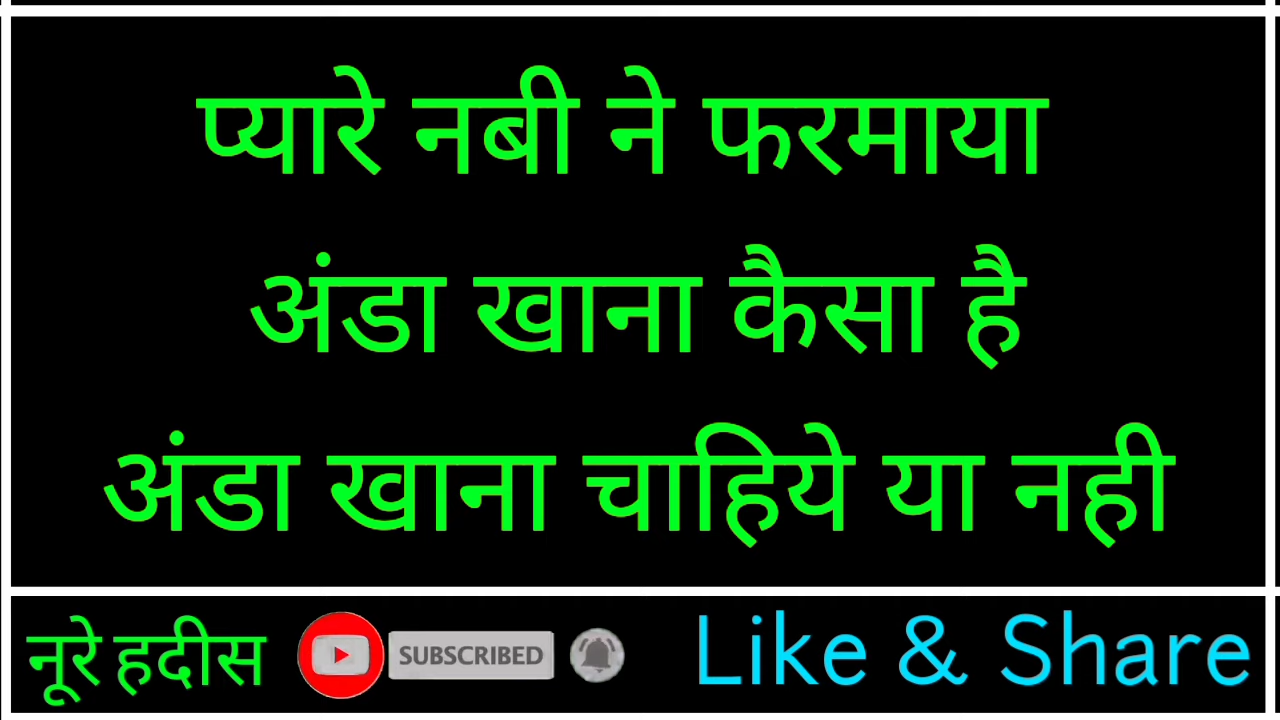 प्यारे नबी ने फरमाया
अंडा खाना कैसा है
अंडा खाना चाहिये या नही
नूरे हदीस SUBSCRIBED Like & Share